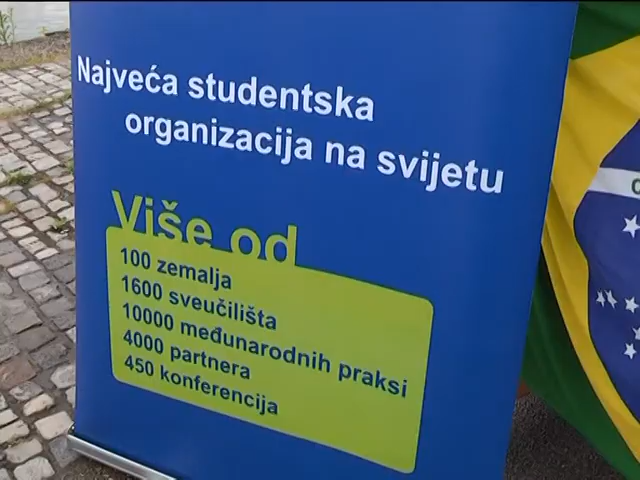 Najveća studentska
organizacija na svijetu
Više od
100 zemalja
1600 sveučilišta
10000 međunarodnih praksi
4000 partnera
450 konferencija